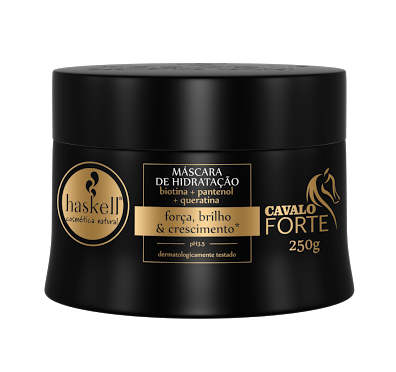 haskell
cosmética natural
MÁSCARA
DE HIDRATAÇÃO
biotina + pantenol
+ queratina
força, brilho
& crescimento*
pH3.5
dermatologicamente testado
CAVALO
FORTE
250g